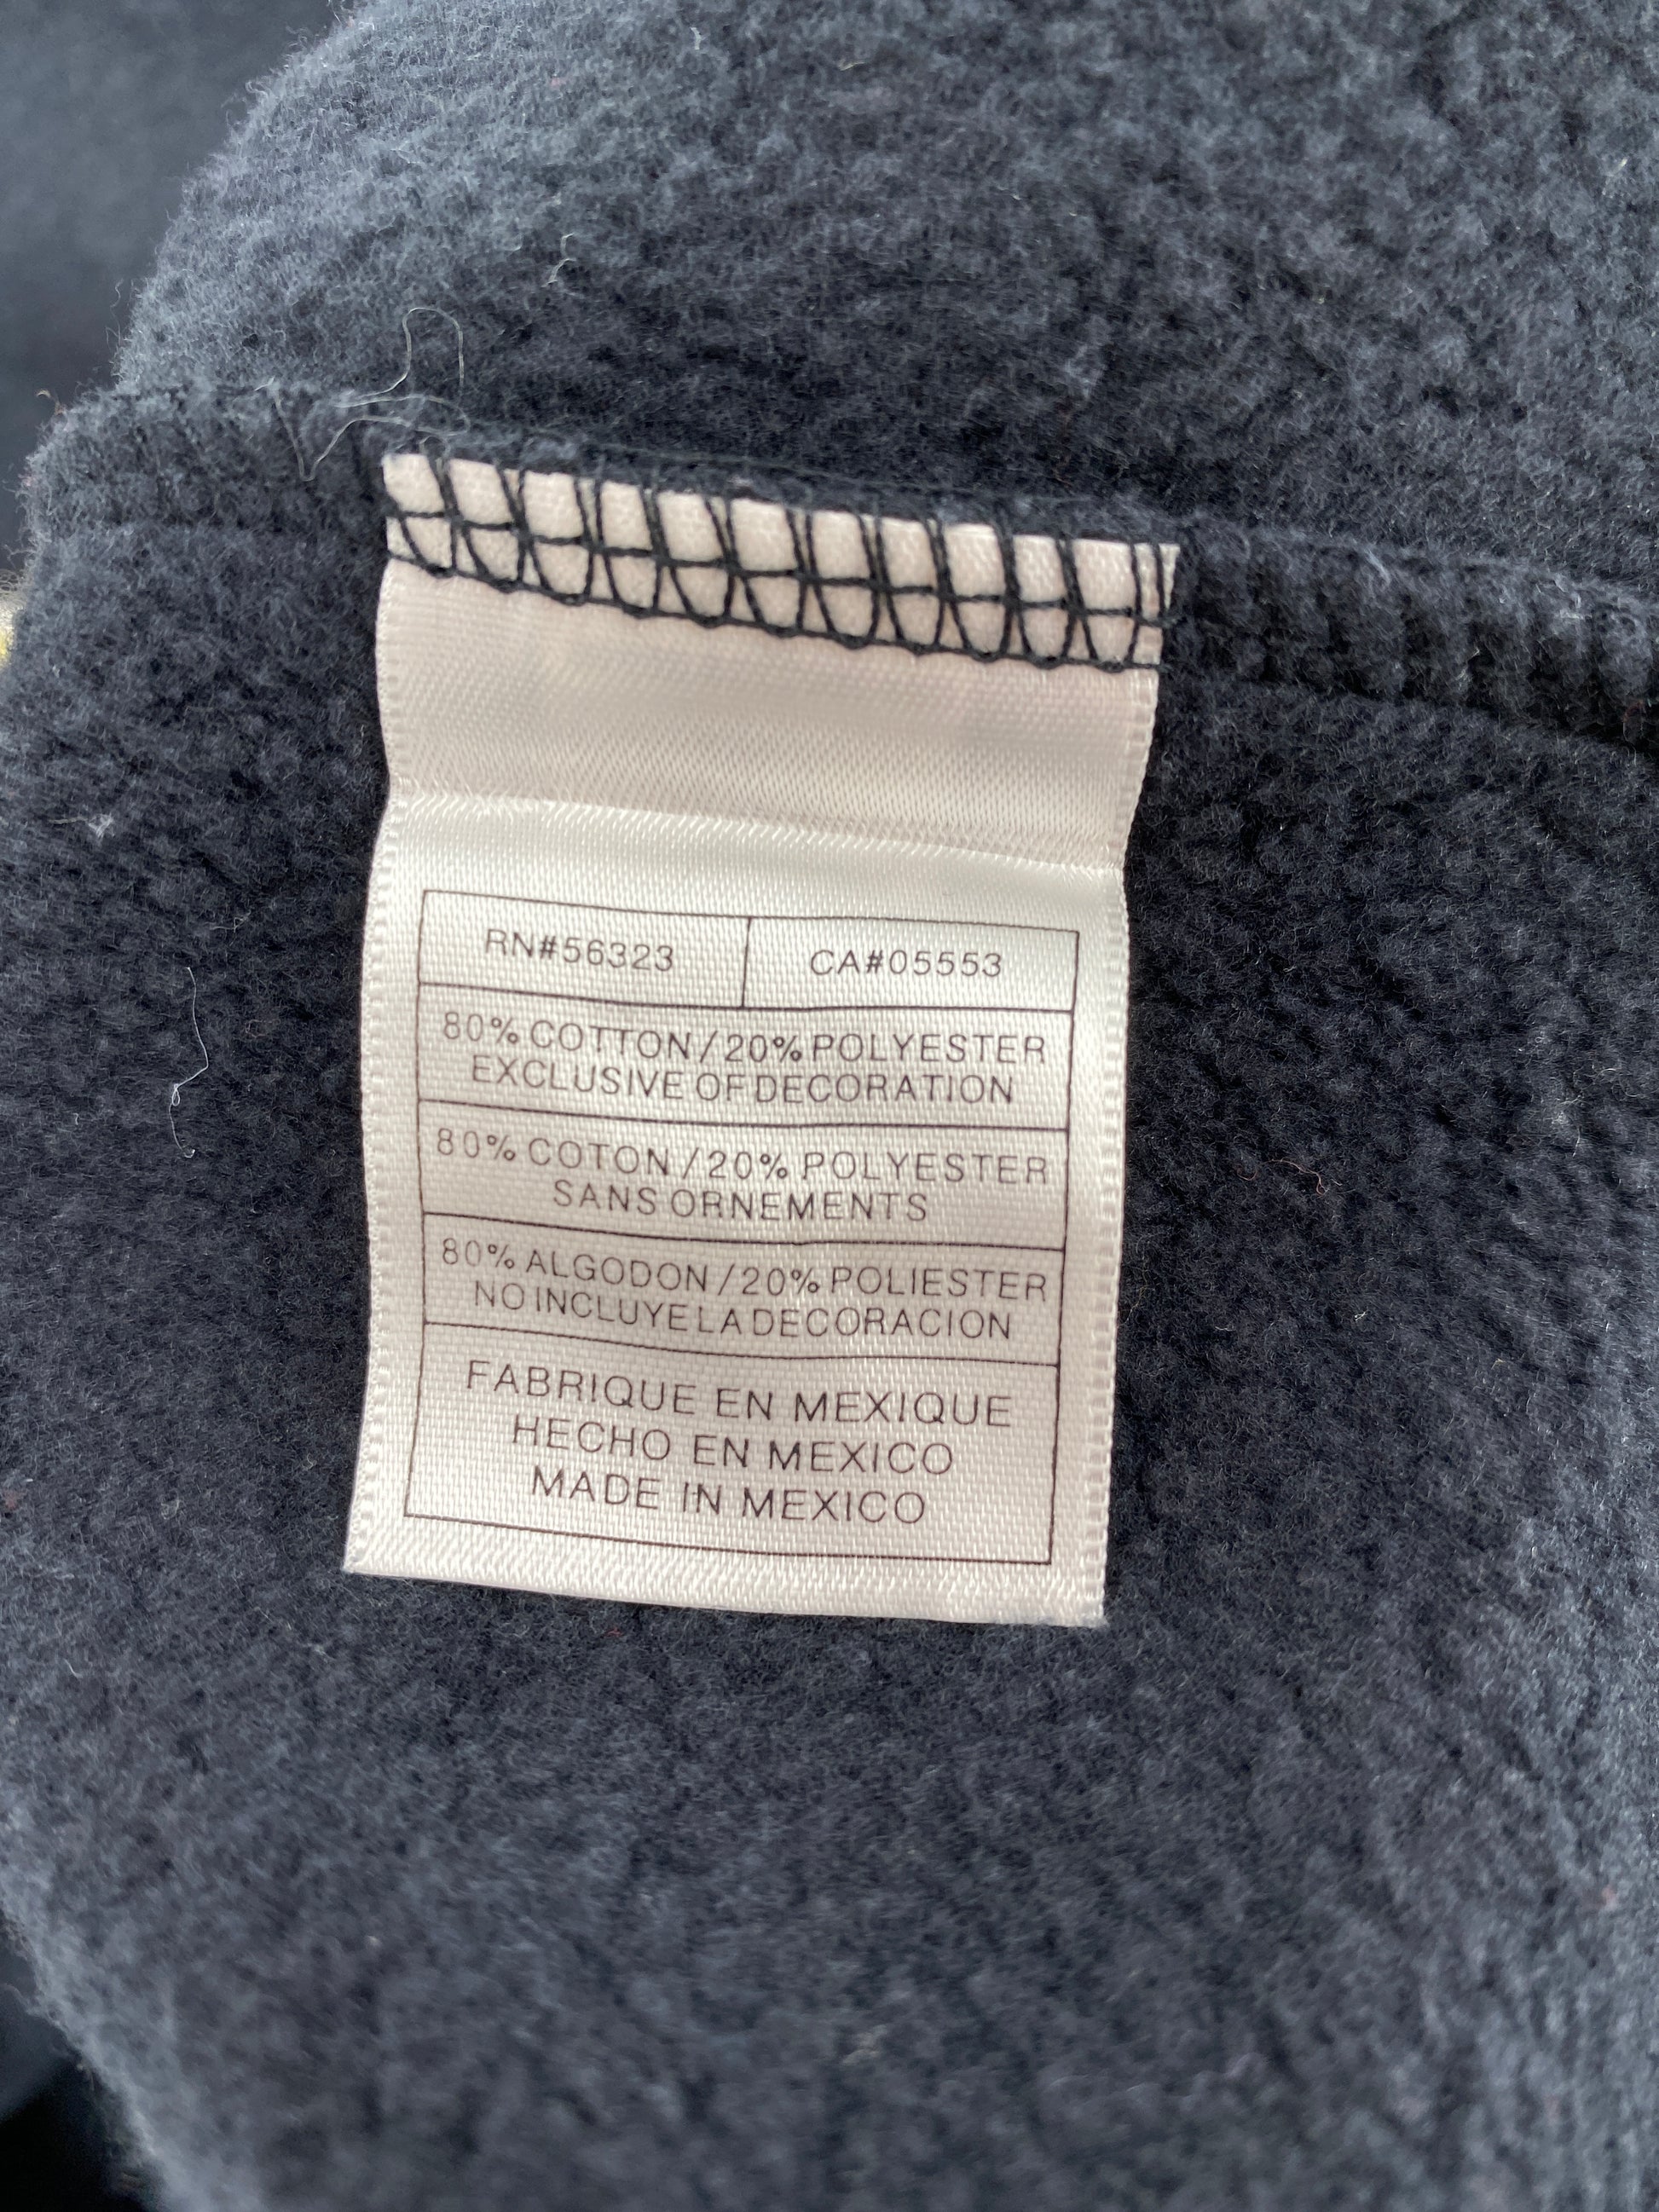 RN#56323 CA#05553
80% COTTON/20% POLYESTER
EXCLUSIVE OF DECORATION
80% COTON/20% POLYESTER
SANS ORNEMENTS
80% ALGODON/20% POLIESTER
NO INCLUYE LA DECORACION
FABRIQUE EN MEXIQUE
HECHO EN MEXICO
MADE IN MEXICO